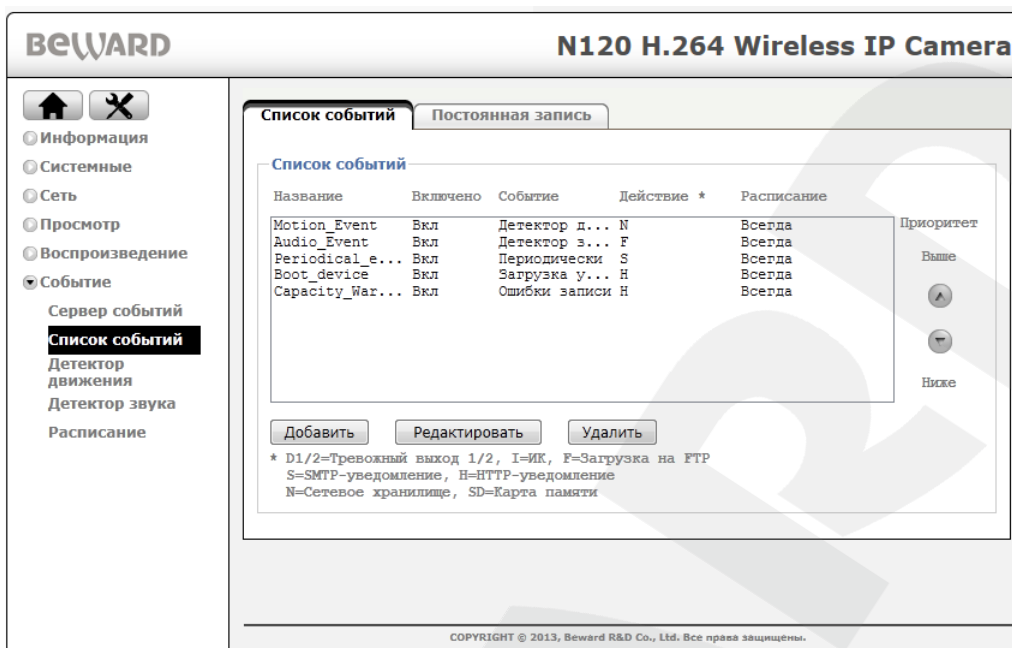 BEWARD
N120 H.264 Wireless IP Camera
Информация
Системные
Сеть
Просмотр
Воспроизведение
Событие
Сервер событий
Список событий
Детектор
движения
Детектор звука
Расписание
Список событий Постоянная запись
Список событий
Название Включено Событие Действие * Расписание
Motion_Event Вкл Детектор д... N Всегда
Audio_Event Вкл Детектор з... F Всегда
Periodical_e... Вкл Периодически S Всегда
Boot_device Вкл Загрузка у... H Всегда
Capacity_War... Вкл Ошибки записи H Всегда
Приоритет
Выше
Ниже
Добавить Редактировать Удалить
* D1/2=Тревожный выход 1/2, I=ИК, F=Загрузка на FTP
S=SMTP-уведомление, H=HTTP-уведомление
N=Сетевое хранилище, SD=Карта памяти
COPYRIGHT © 2013, Beward R&D Co., Ltd. Все права защищены.